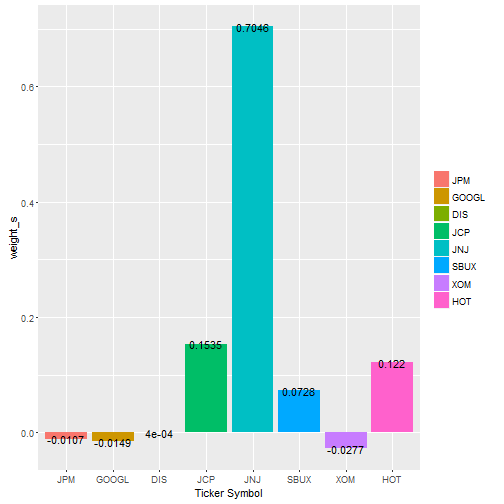 0.7046
0.6
0.4
weight_s
0.2
0.1535
0.122
0.0728
0.0
-0.0107
-0.0149
4e-04
-0.0277
JPM GOOGL DIS JCP JNJ SBUX XOM HOT
Ticker Symbol
JPM
GOOGL
DIS
JCP
JNJ
SBUX
XOM
HOT